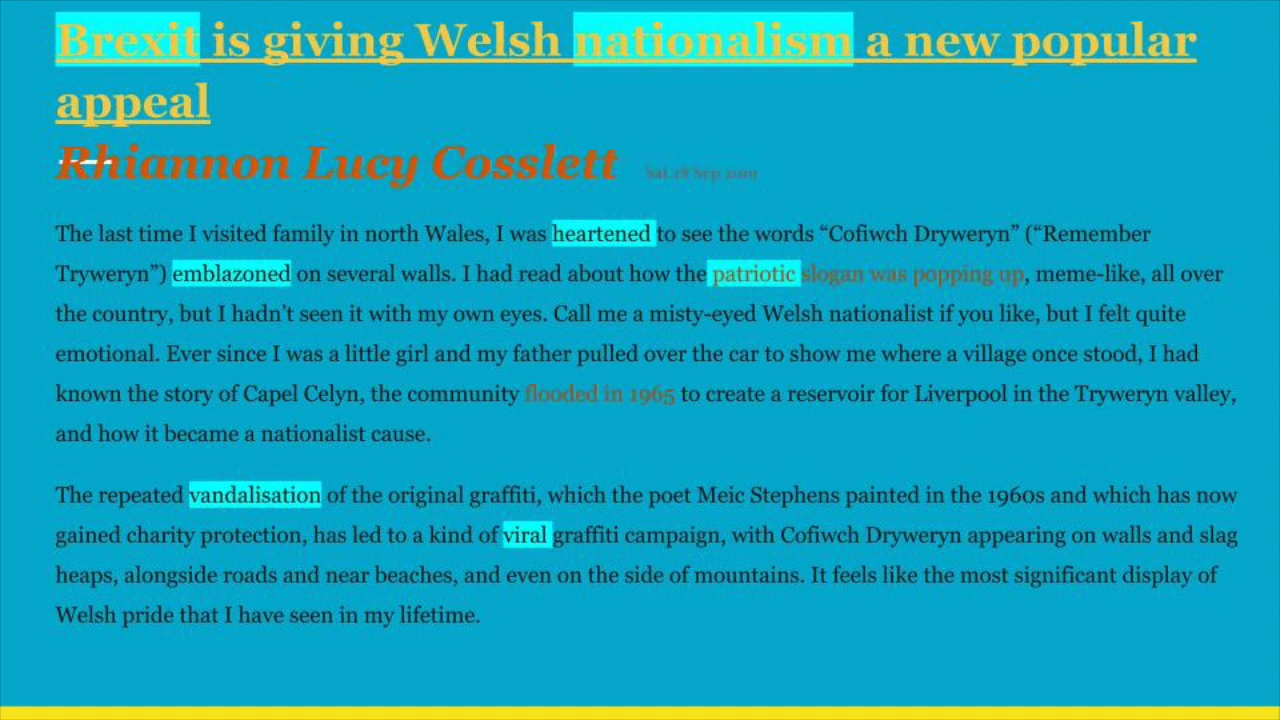 Brexit is giving Welsh nationalism a new popular
appeal
Rhiannon Lucy Cosslett Sat 28 Sep 2019
The last time I visited family in north Wales, I was heartened to see the words “Cofiwch Dryweryn” (“Remember
Tryweryn”) emblazoned on several walls. I had read about how the patriotic slogan was popping up, meme-like, all over
the country, but I hadn’t seen it with my own eyes. Call me a misty-eyed Welsh nationalist if you like, but I felt quite
emotional. Ever since I was a little girl and my father pulled over the car to show me where a village once stood, I had
known the story of Capel Celyn, the community flooded in 1965 to create a reservoir for Liverpool in the Tryweryn valley,
and how it became a nationalist cause.
The repeated vandalisation of the original graffiti, which the poet Meic Stephens painted in the 1960s and which has now
gained charity protection, has led to a kind of viral graffiti campaign, with Cofiwch Dryweryn appearing on walls and slag
heaps, alongside roads and near beaches, and even on the side of mountains. It feels like the most significant display of
Welsh pride that I have seen in my lifetime.